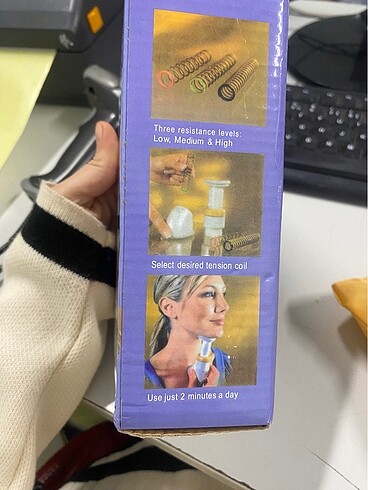 Three resistance levels:
Low, Medium & High
Select desired tension coil
Use just 2 minutes a day